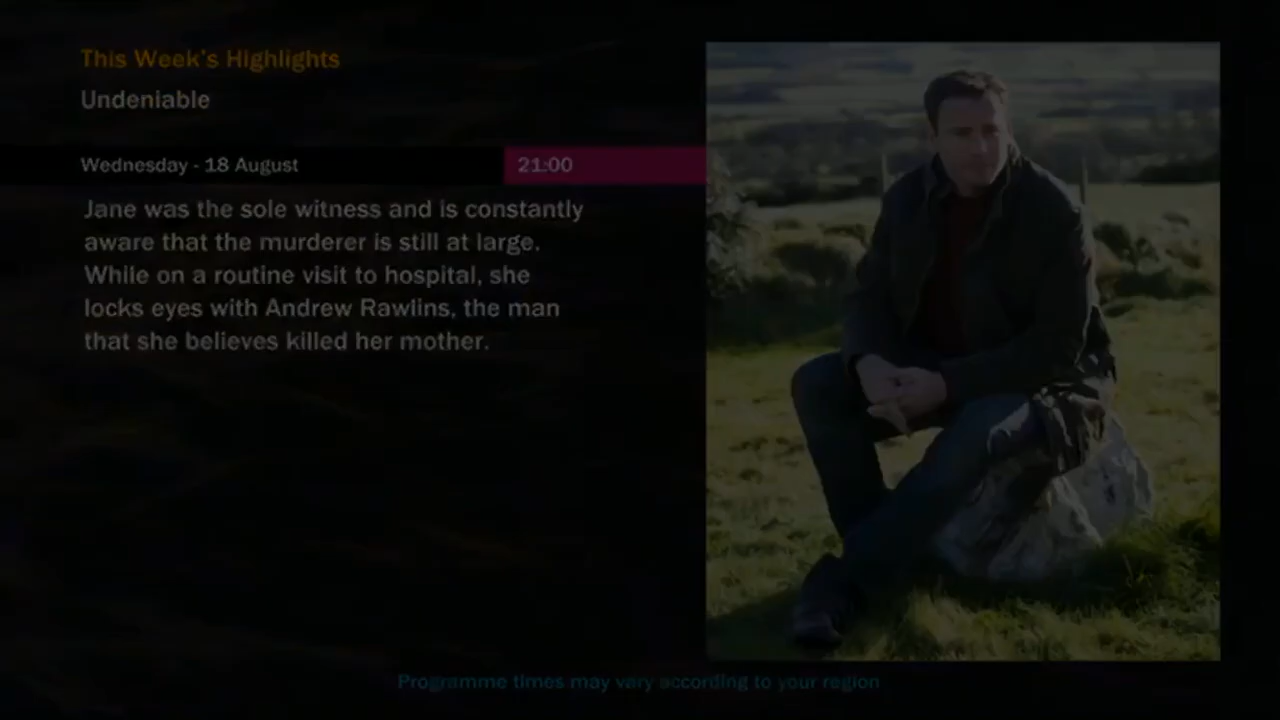 This Week's Highlights
Undeniable
Wednesday - 18 August
21:00
Jane was the sole witness and is constantly
aware that the murderer is still at large.
While on a routine visit to hospital, she
locks eyes with Andrew Rawlins, the man
that she believes killed her mother.
Programme times may vary according to your region